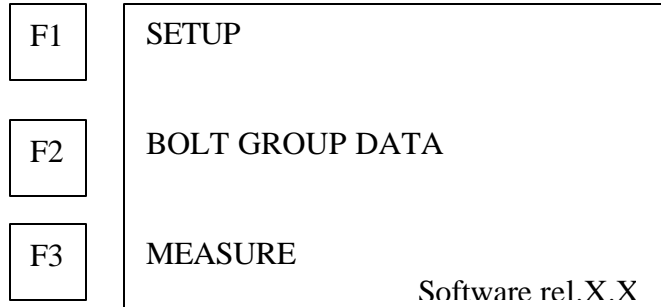 F1 SETUP
F2 BOLT GROUP DATA
F3 MEASURE
Software rel.X.X